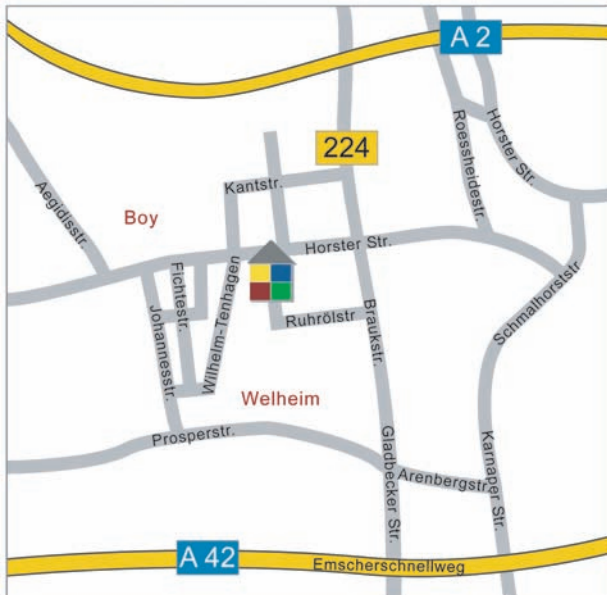 A 2
Horster Str.
Roessheidestr.
224
Kantstr.
Aegidisstr.
Boy
Horster Str.
Fichtestr.
Wilhelm-Tenhagen
Johannesstr.
Ruhrölstr
Braukstr.
Schmalhorststr
Welheim
Prosperstr.
Gladbecker Str.
Arenbergstr.
Karnaper Str.
A 42
Emscherschnellweg